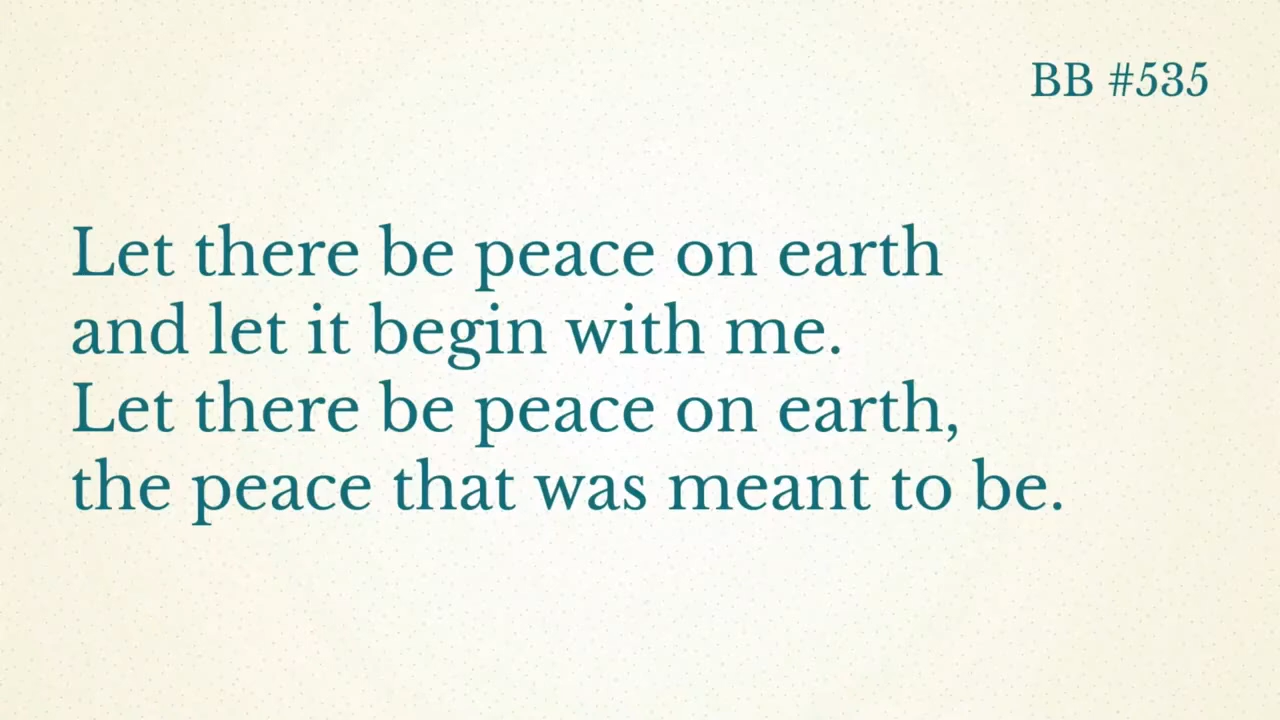 BB #535
Let there be peace on earth
and let it begin with me.
Let there be peace on earth,
the peace that was meant to be.